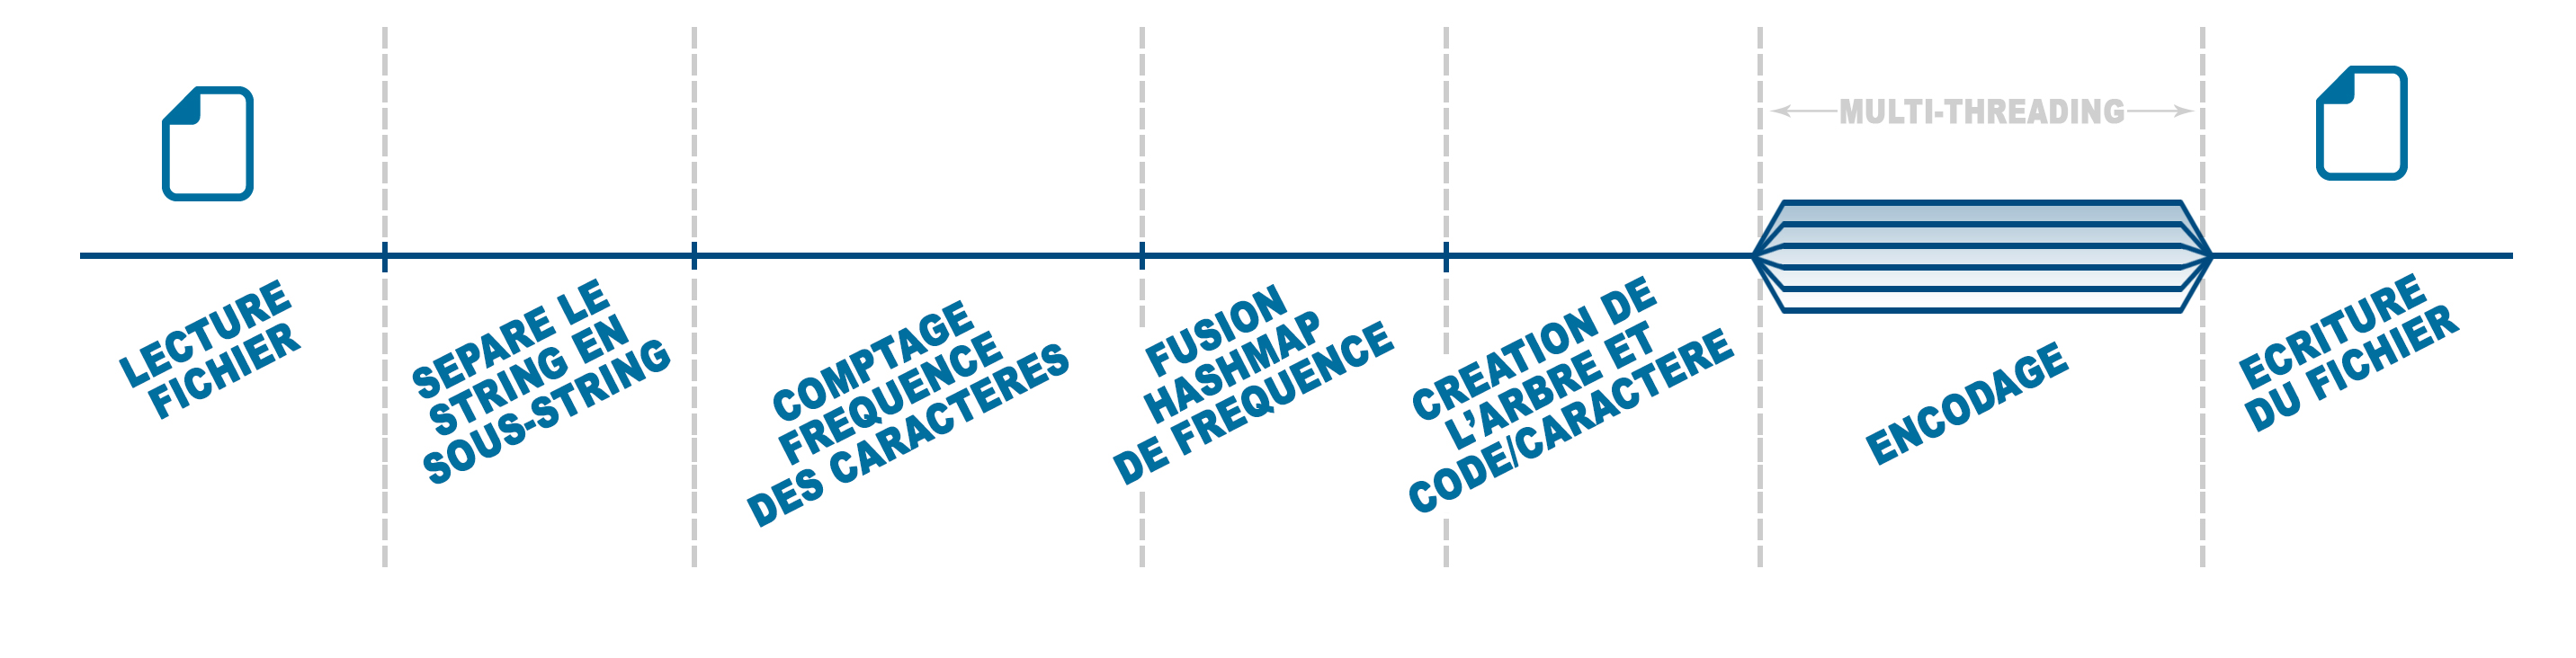 MULTI-THREADING
LECTURE
FICHIER
SEPARE LE
STRING EN
SOUS-STRING
COMPTAGE
FREQUENCE
DES CARACTERES
FUSION
HASHMAP
DE FREQUENCE
CREATION DE
L'ARBRE ET
CODE/CARACTERE
ENCODAGE
ECRITURE
DU FICHIER